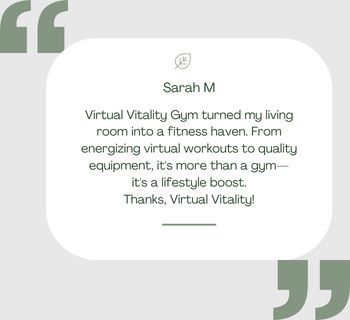 Sarah M
Virtual Vitality Gym turned my living
room into a fitness haven. From
energizing virtual workouts to quality
equipment, it's more than a gym—
it's a lifestyle boost.
Thanks, Virtual Vitality!